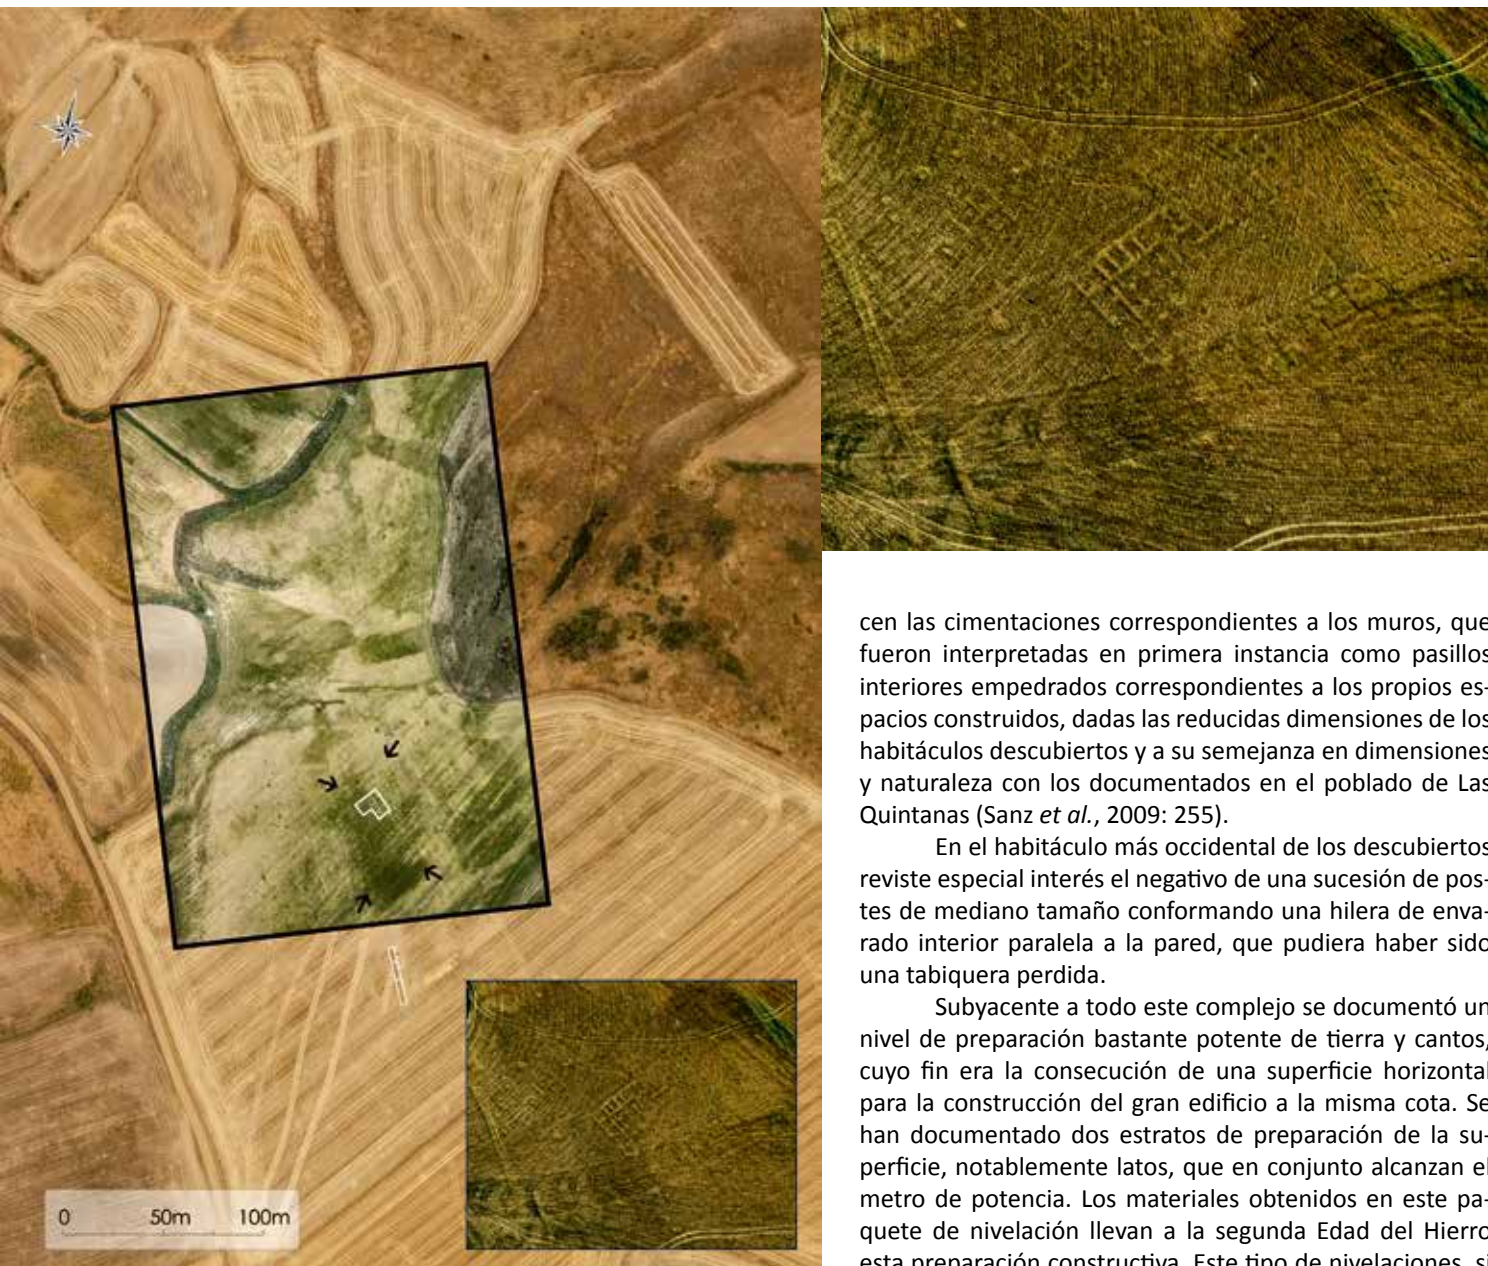 0 50m 100m
cen las cimentaciones correspondientes a los muros, que
fueron interpretadas en primera instancia como pasillos
interiores empedrados correspondientes a los propios es-
pacios construidos, dadas las reducidas dimensiones de los
habitáculos descubiertos y a su semejanza en dimensiones
y naturaleza con los documentados en el poblado de Las
Quintanas (Sanz et al., 2009: 255).
En el habitáculo más occidental de los descubiertos
reviste especial interés el negativo de una sucesión de pos-
tes de mediano tamaño conformando una hilera de enva-
rado interior paralela a la pared, que pudiera haber sido
una tabiquera perdida.
Subyacente a todo este complejo se documentó un
nivel de preparación bastante potente de tierra y cantos,
cuyo fin era la consecución de una superficie horizontal
para la construcción del gran edificio a la misma cota. Se
han documentado dos estratos de preparación de la su-
perficie, notablemente latos, que en conjunto alcanzan el
metro de potencia. Los materiales obtenidos en este pa-
quete de nivelación llevan a la segunda Edad del Hierro
esta preparación constructiva. Este tipo de nivelaciones, si